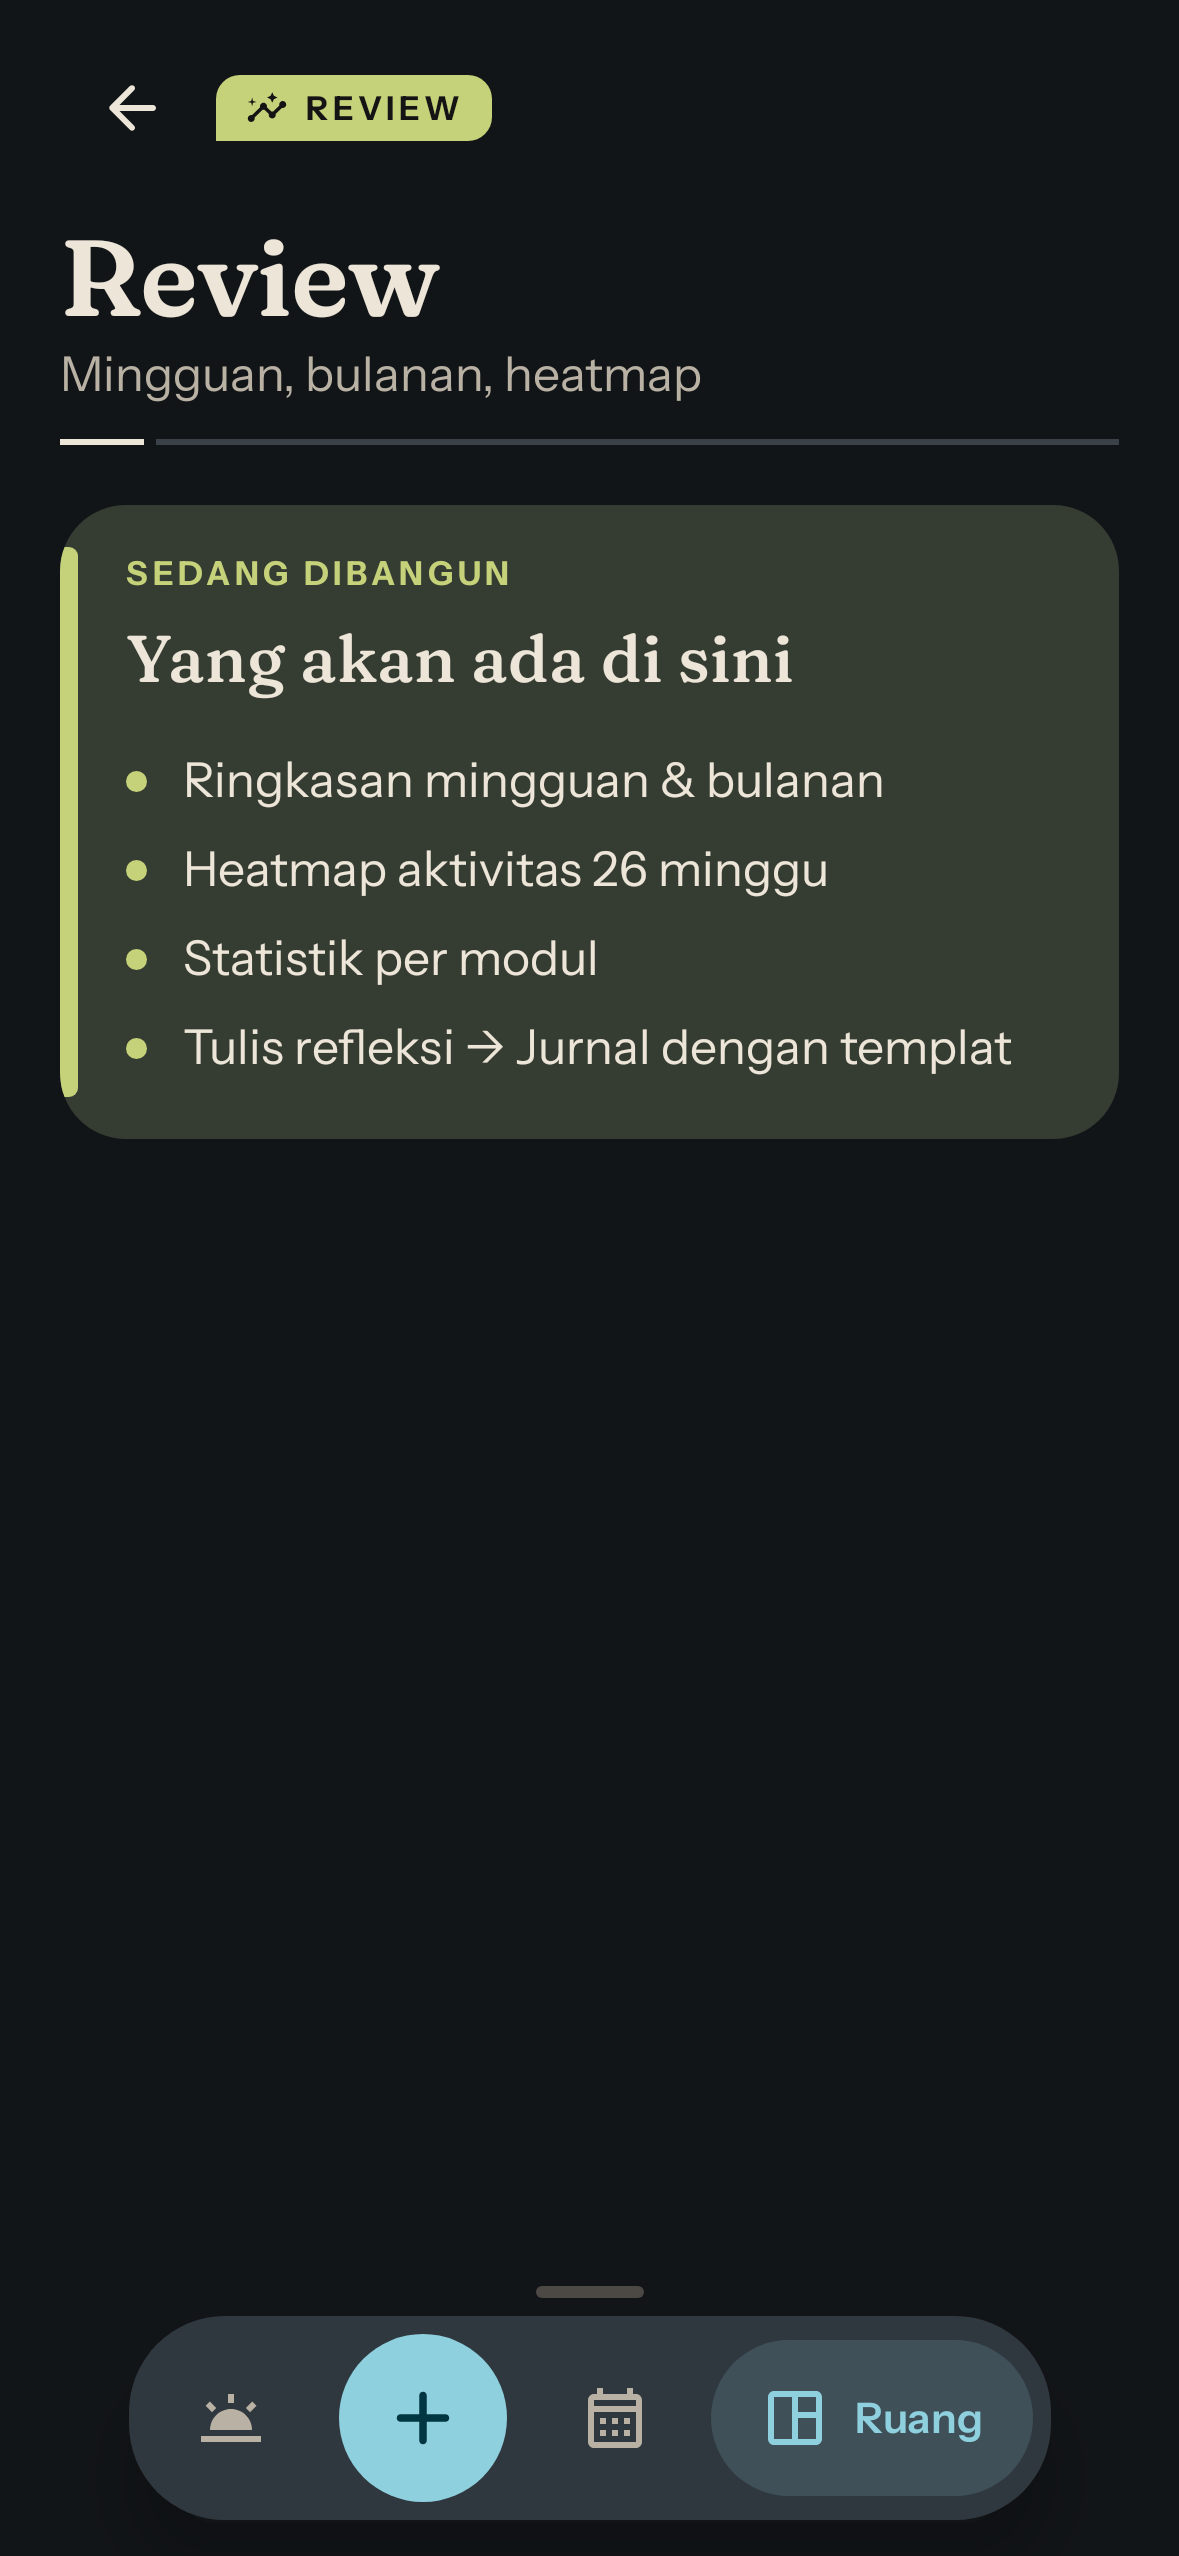 REVIEW
Review
Mingguan, bulanan, heatmap
SEDANG DIBANGUN
Yang akan ada di sini
Ringkasan mingguan & bulanan
Heatmap aktivitas 26 minggu
Statistik per modul
Tulis refleksi → Jurnal dengan templat
Ruang